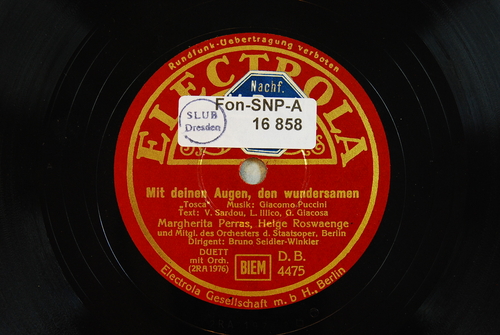 Rundfunk-Uebertragung verboten
ELECTROLA
Nachf.
SLUB
Dresden
Fon-SNP-A
16 858
Mit deinen Augen, den wundersamen
"Tosca" Musik: Giacomo Puccini
Text: V. Sardou, L. Illico, G. Giacosa
Margherita Perras, Helge Roswaenge
und Mitgl. des Orchesters d. Staatsoper, Berlin
Dirigent: Bruno Seidler-Winkler
DUETT
mit Orch.
(2RA 1976)
BIEM
D.B.
4475
Electrola Gesellschaft m. b H., Berlin